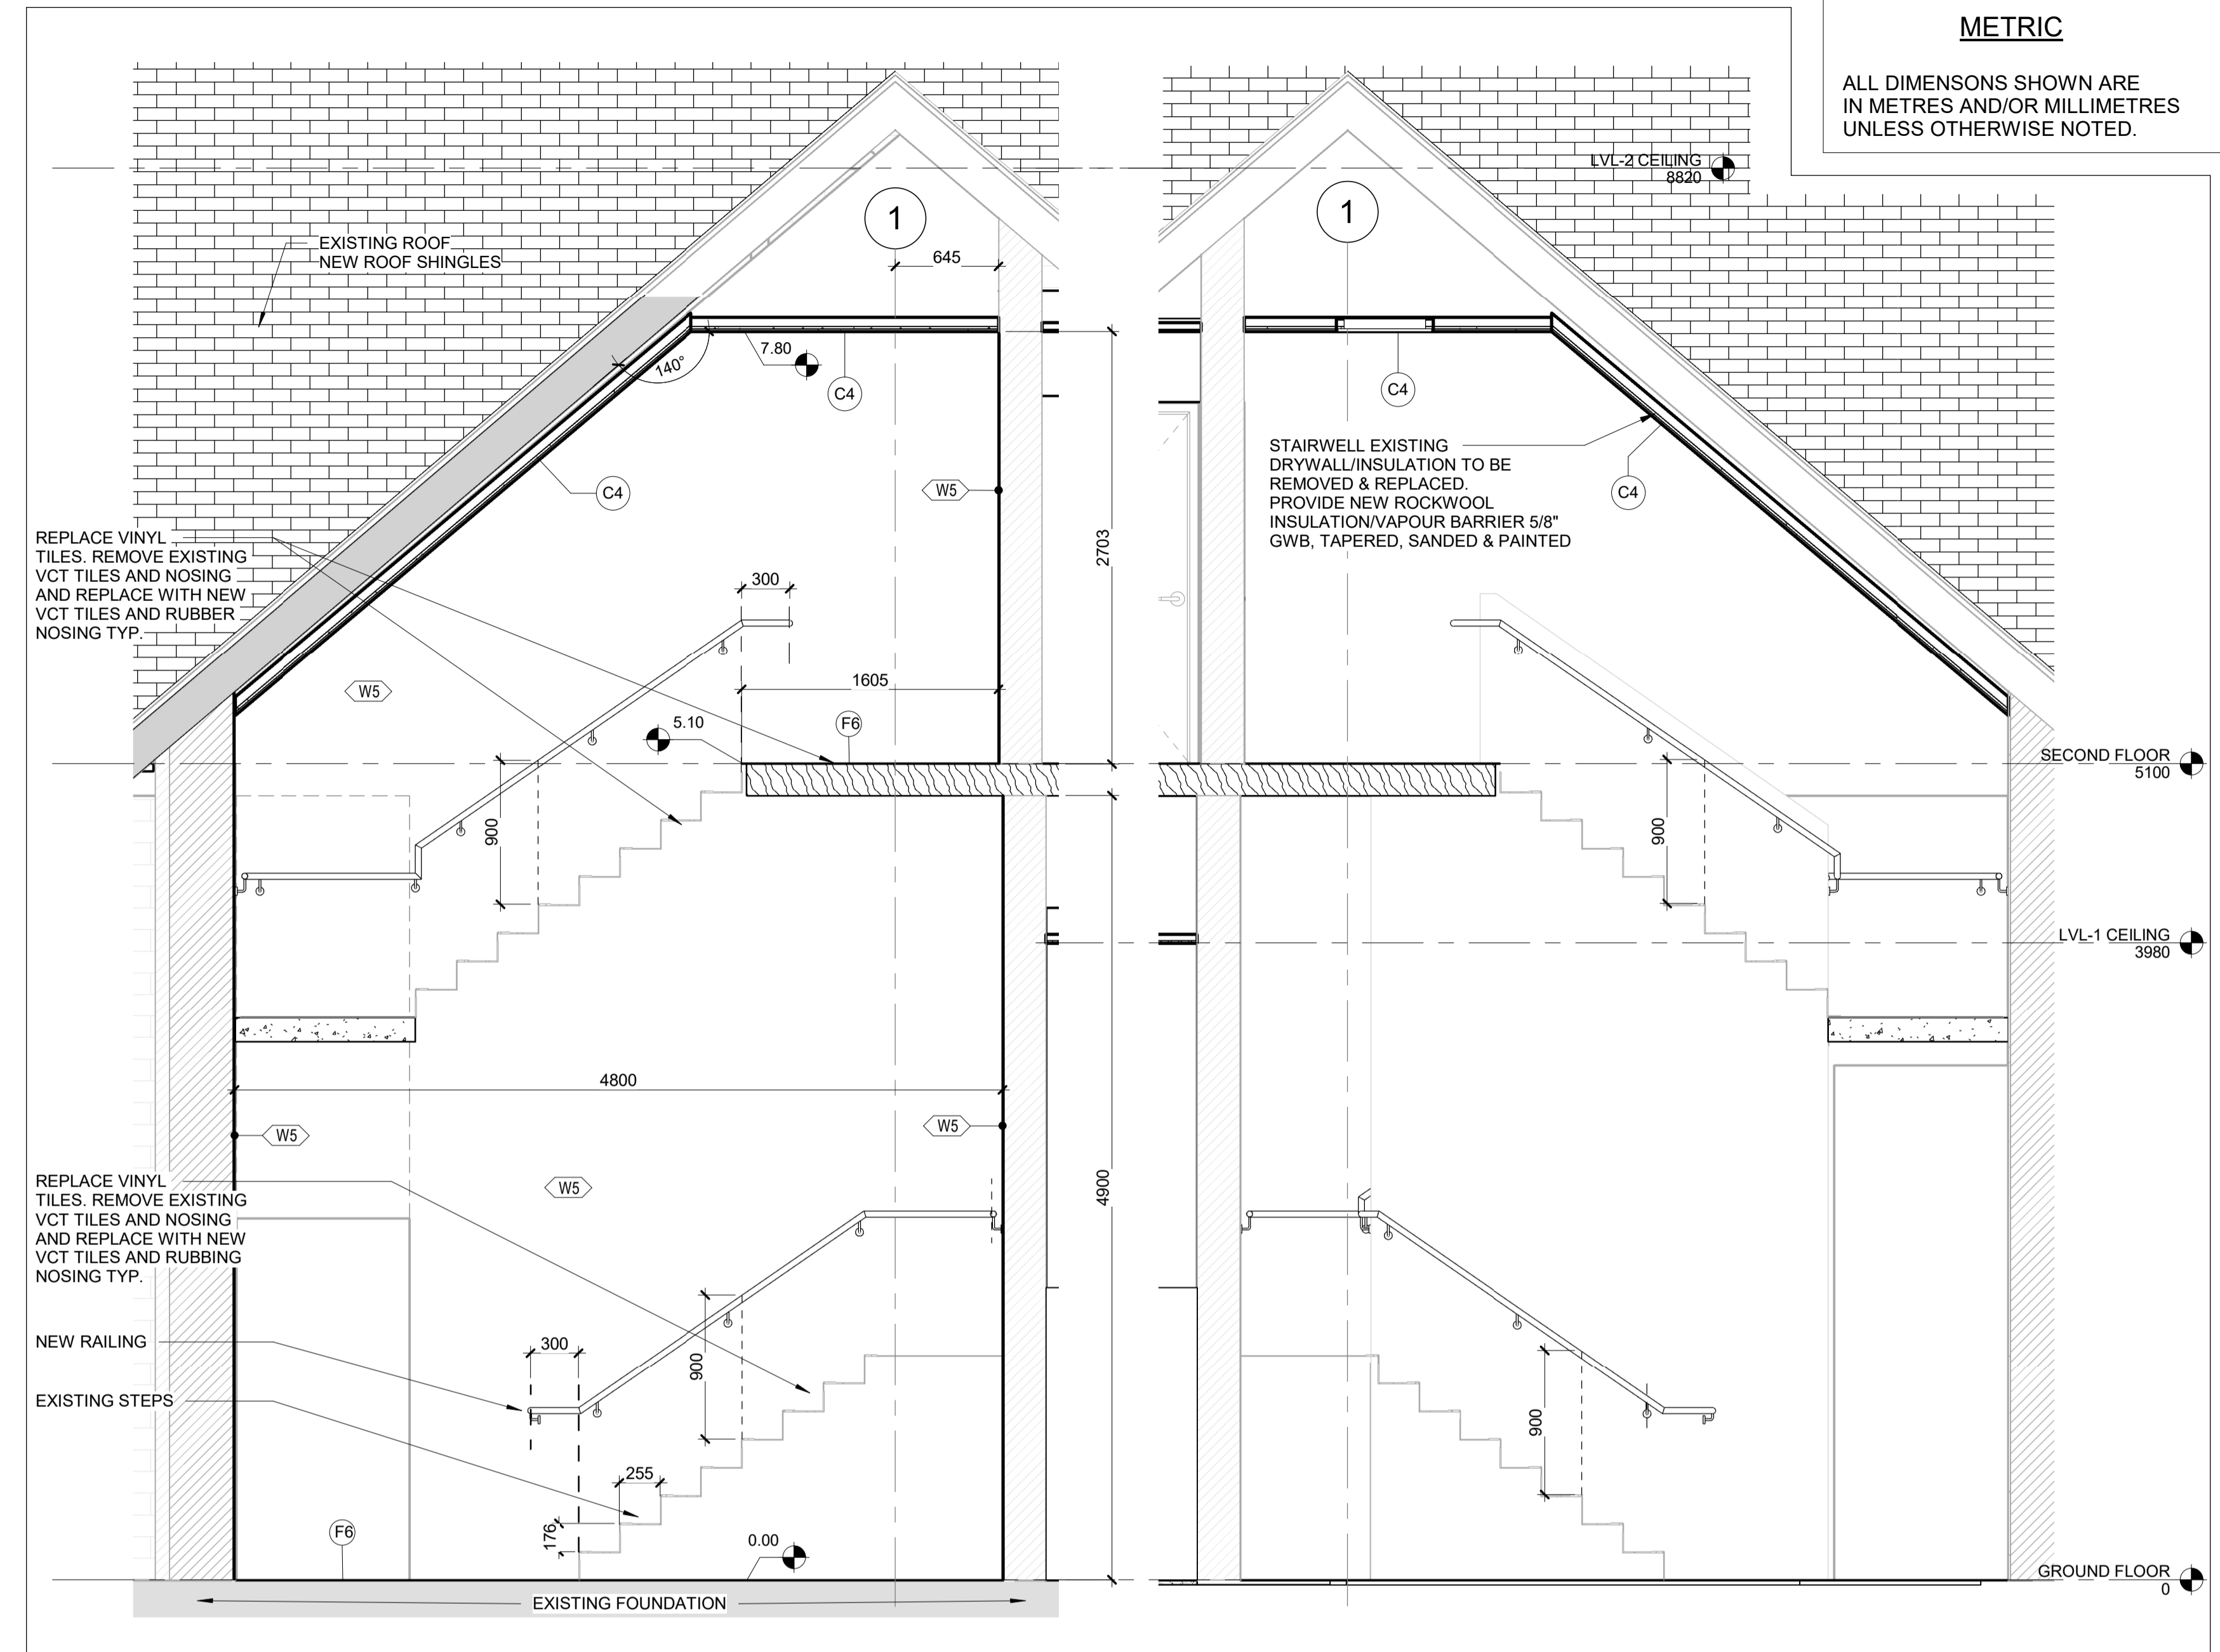 METRIC
ALL DIMENSONS SHOWN ARE
IN METRES AND/OR MILLIMETRES
UNLESS OTHERWISE NOTED.
LVL-2 CEILING
8820
1
1
EXISTING ROOF
NEW ROOF SHINGLES
645
7.80
140°
C4
C4
C4
C4
W5
STAIRWELL EXISTING
DRYWALL/INSULATION TO BE
REMOVED & REPLACED.
PROVIDE NEW ROCKWOOL
INSULATION/VAPOUR BARRIER 5/8"
GWB, TAPERED, SANDED & PAINTED
REPLACE VINYL
TILES. REMOVE EXISTING
VCT TILES AND NOSING
AND REPLACE WITH NEW
VCT TILES AND RUBBER
NOSING TYP.
2703
300
W5
1605
5.10
F6
SECOND FLOOR
5100
900
900
LVL-1 CEILING
3980
4800
W5
W5
W5
4900
REPLACE VINYL
TILES. REMOVE EXISTING
VCT TILES AND NOSING
AND REPLACE WITH NEW
VCT TILES AND RUBBING
NOSING TYP.
NEW RAILING
300
900
900
EXISTING STEPS
255
176
F6
0.00
GROUND FLOOR
0
EXISTING FOUNDATION